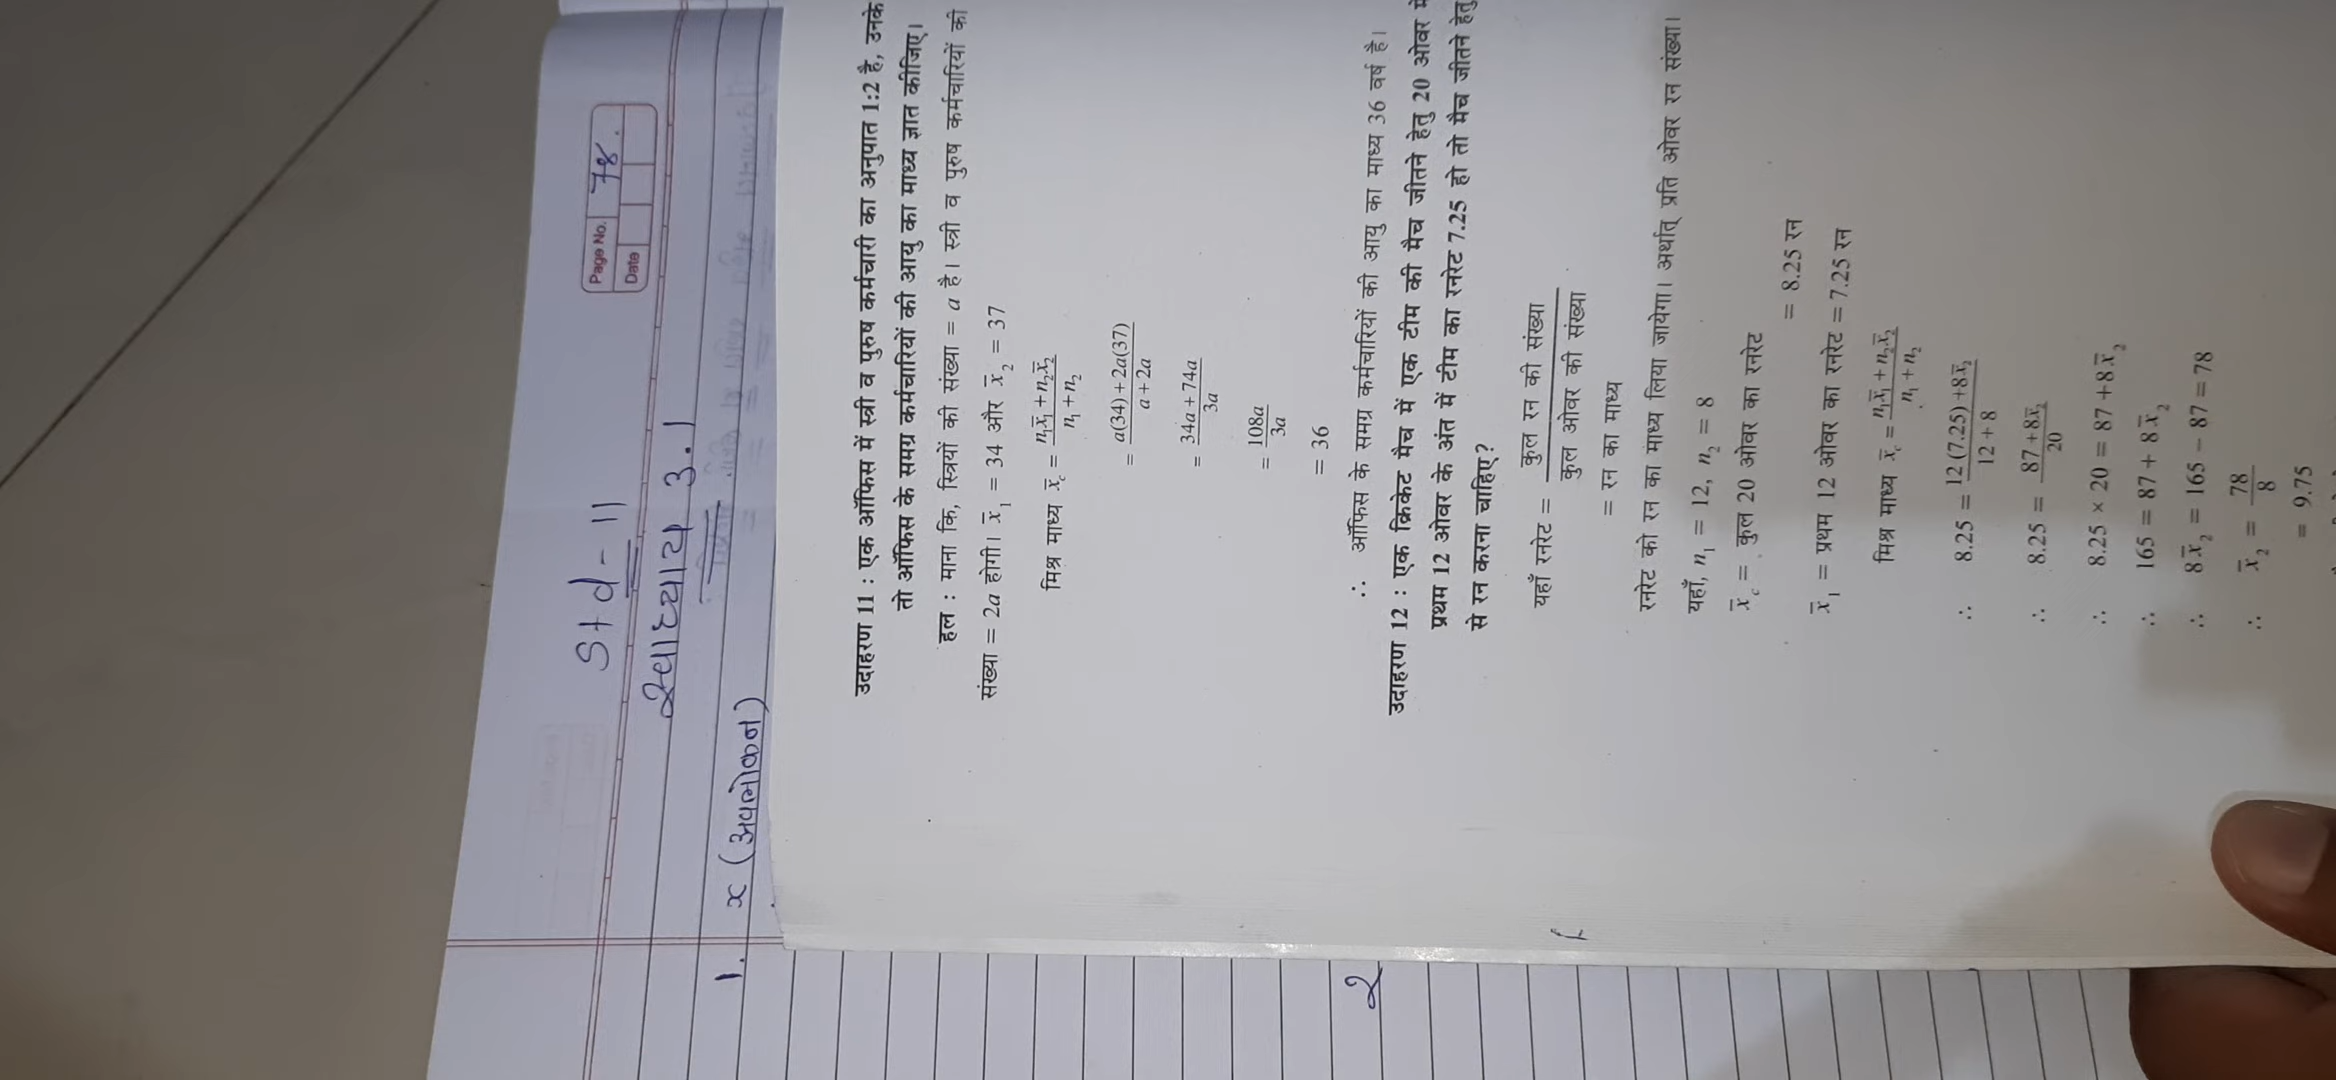 Page No. 78.
Date
Std - 11
સ્વાધ્યાય 3.1
1. x (અવલોકન)
2
उदाहरण 11 : एक ऑफिस में स्त्री व पुरुष कर्मचारी का अनुपात 1:2 है, उनके
तो ऑफिस के समग्र कर्मचारियों की आयु का माध्य ज्ञात कीजिए।
हल : माना कि, स्त्रियों की संख्या = a है। स्त्री व पुरुष कर्मचारियों की
संख्या = 2a होगी। x̅₁ = 34 और x̅₂ = 37
मिश्र माध्य x̅c = (n₁x̅₁ + n₂x̅₂) / (n₁ + n₂)
= (a(34) + 2a(37)) / (a + 2a)
= (34a + 74a) / 3a
= 108a / 3a
= 36
∴ ऑफिस के समग्र कर्मचारियों की आयु का माध्य 36 वर्ष है।
उदाहरण 12 : एक क्रिकेट मैच में एक टीम की मैच जीतने हेतु 20 ओवर में
प्रथम 12 ओवर के अंत में टीम का रनरेट 7.25 हो तो मैच जीतने हेतु
से रन करना चाहिए?
यहाँ रनरेट = कुल रन की संख्या / कुल ओवर की संख्या
= रन का माध्य
रनरेट को रन का माध्य लिया जायेगा। अर्थात् प्रति ओवर रन संख्या।
यहाँ, n₁ = 12, n₂ = 8
x̅c = कुल 20 ओवर का रनरेट
= 8.25 रन
x̅₁ = प्रथम 12 ओवर का रनरेट = 7.25 रन
मिश्र माध्य x̅c = (n₁x̅₁ + n₂x̅₂) / (n₁ + n₂)
∴ 8.25 = (12 (7.25) + 8x̅₂) / (12 + 8)
∴ 8.25 = (87 + 8x̅₂) / 20
∴ 8.25 × 20 = 87 + 8x̅₂
∴ 165 = 87 + 8x̅₂
∴ 8x̅₂ = 165 − 87 = 78
∴ x̅₂ = 78 / 8
= 9.75